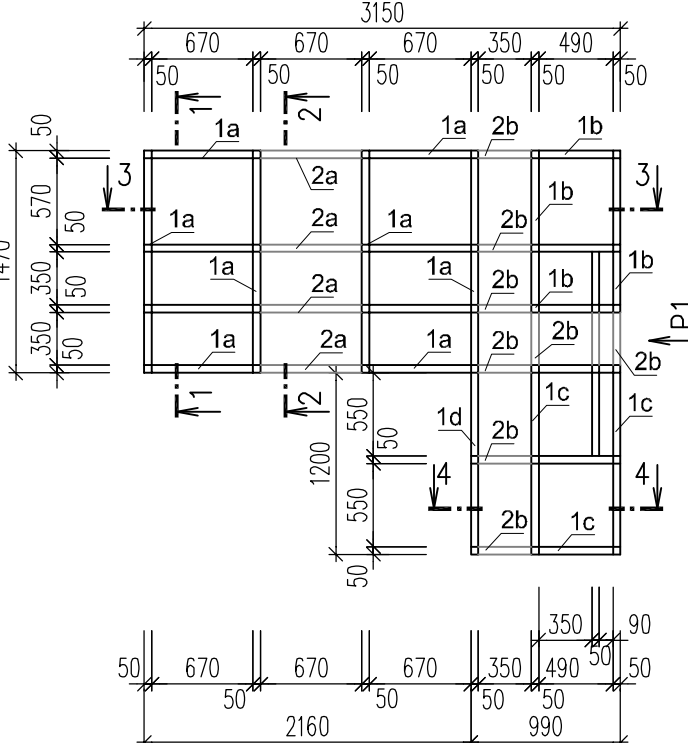 3150
670 670 670 350 490
50 50 50 50 50 50
1 2
50 1a 1a 2b 1b
3 2a 3
570 50 1a 2a 1a 2b 1b
1a 2a 1a 2b 1b 1b
350 50
P1
350 50 1a 2a 1a 2b 2b 2b
1470
1 2 1d 1c 1c
550 50 2b
1200
4 4
550 2b 1c
50
350 90
50
50 670 670 670 350 490 50
50 50 50 50
2160 990